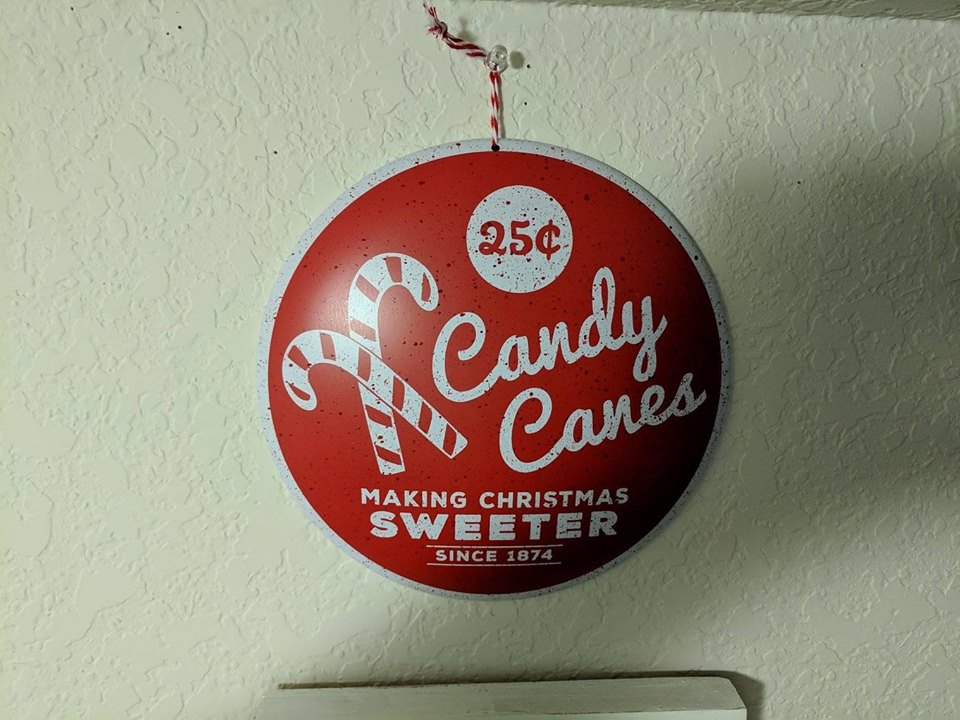 25¢
Candy
Canes
MAKING CHRISTMAS
SWEETER
SINCE 1874